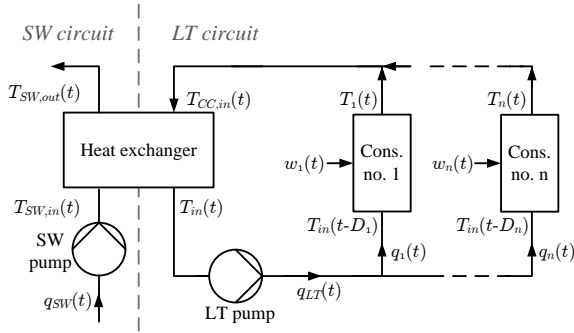 SW circuit
LT circuit
T_{SW,out}(t)
T_{CC,in}(t)
T_1(t)
T_n(t)
Heat exchanger
w_1(t)
Cons.
no. 1
w_n(t)
Cons.
no. n
T_{SW,in}(t)
T_{in}(t)
T_{in}(t-D_1)
T_{in}(t-D_n)
SW
pump
q_1(t)
q_n(t)
q_{SW}(t)
LT pump
q_{LT}(t)